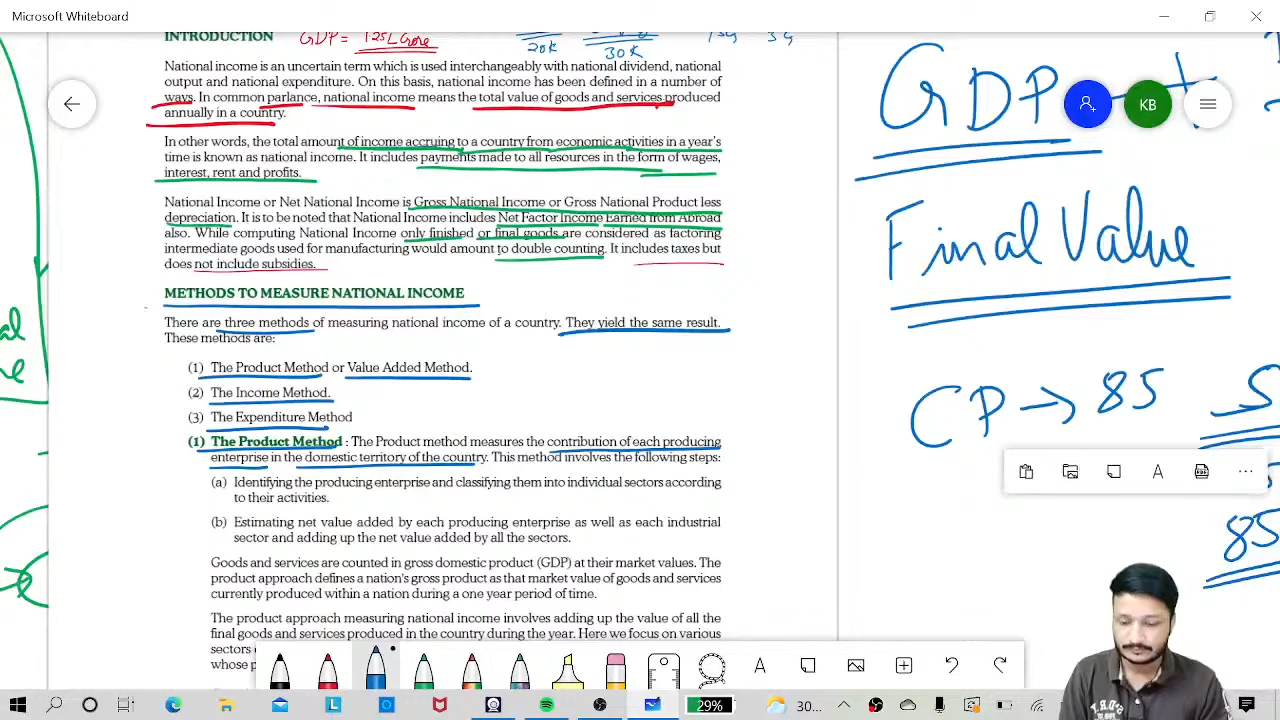 Microsoft Whiteboard
INTRODUCTION GDP = 125L Crore
20K 30K
National income is an uncertain term which is used interchangeably with national dividend, national
output and national expenditure. On this basis, national income has been defined in a number of
ways. In common parlance, national income means the total value of goods and services produced
annually in a country.
In other words, the total amount of income accruing to a country from economic activities in a year's
time is known as national income. It includes payments made to all resources in the form of wages,
interest, rent and profits.
National Income or Net National Income is Gross National Income or Gross National Product less
depreciation. It is to be noted that National Income includes Net Factor Income Earned from Abroad
also. While computing National Income only finished or final goods are considered as factoring
intermediate goods used for manufacturing would amount to double counting. It includes taxes but
does not include subsidies.
METHODS TO MEASURE NATIONAL INCOME
There are three methods of measuring national income of a country. They yield the same result.
These methods are:
(1) The Product Method or Value Added Method.
(2) The Income Method.
(3) The Expenditure Method
(1) The Product Method : The Product method measures the contribution of each producing
enterprise in the domestic territory of the country. This method involves the following steps:
(a) Identifying the producing enterprise and classifying them into individual sectors according
to their activities.
(b) Estimating net value added by each producing enterprise as well as each industrial
sector and adding up the net value added by all the sectors.
Goods and services are counted in gross domestic product (GDP) at their market values. The
product approach defines a nation's gross product as that market value of goods and services
currently produced within a nation during a one year period of time.
The product approach measuring national income involves adding up the value of all the
final goods and services produced in the country during the year. Here we focus on various
sectors
whose
GDP
KB
Final Value
CP → 85
85
29%
30...